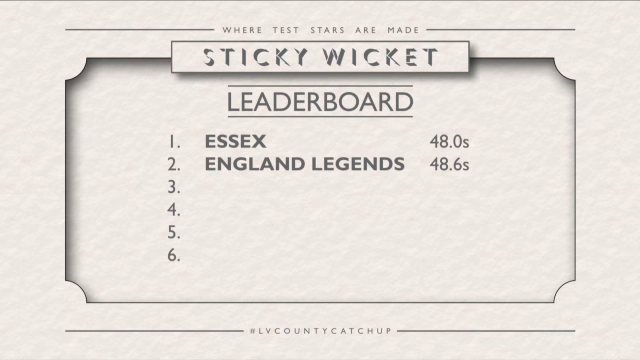 WHERE TEST STARS ARE MADE
STICKY WICKET
LEADERBOARD
1. ESSEX 48.0s
2. ENGLAND LEGENDS 48.6s
3.
4.
5.
6.
#LVCOUNTYCATCHUP